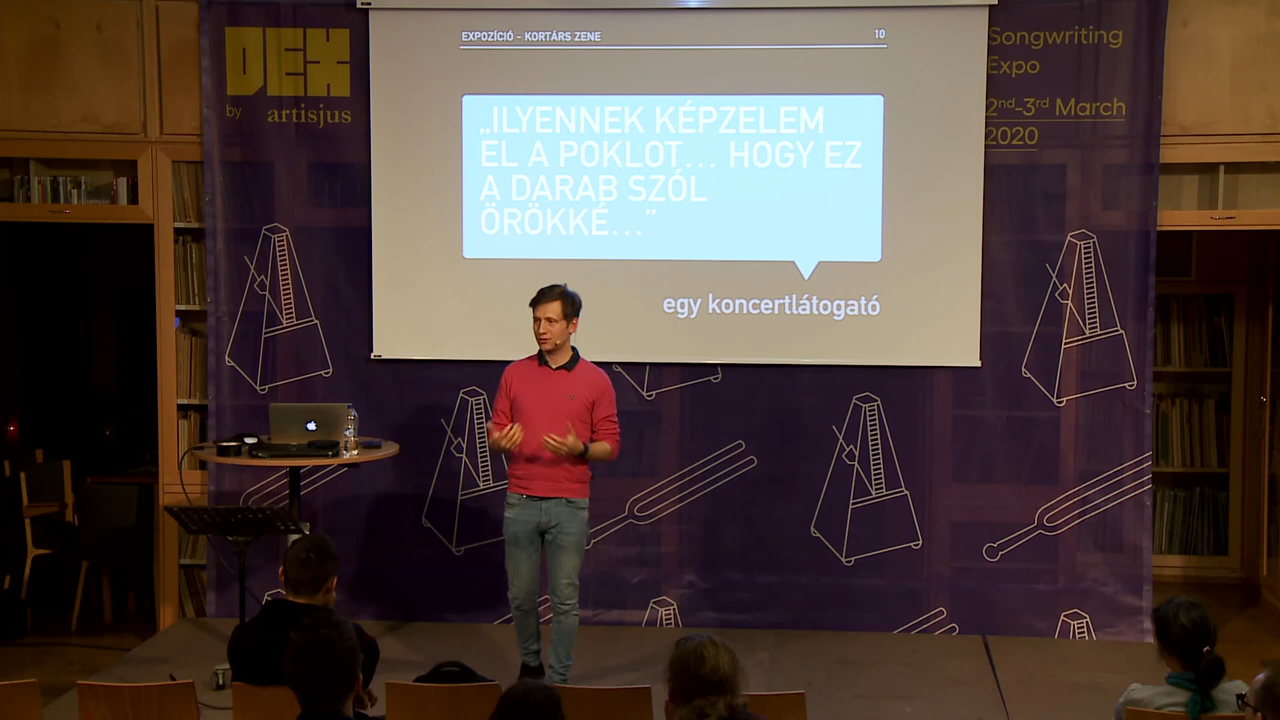 DEX
by artisjus
EXPOZÍCIÓ – KORTÁRS ZENE 10
„ILYENNEK KÉPZELEM
EL A POKLOT... HOGY EZ
A DARAB SZÓL
ÖRÖKKÉ...”
egy koncertlátogató
Songwriting
Expo
2nd-3rd March
2020